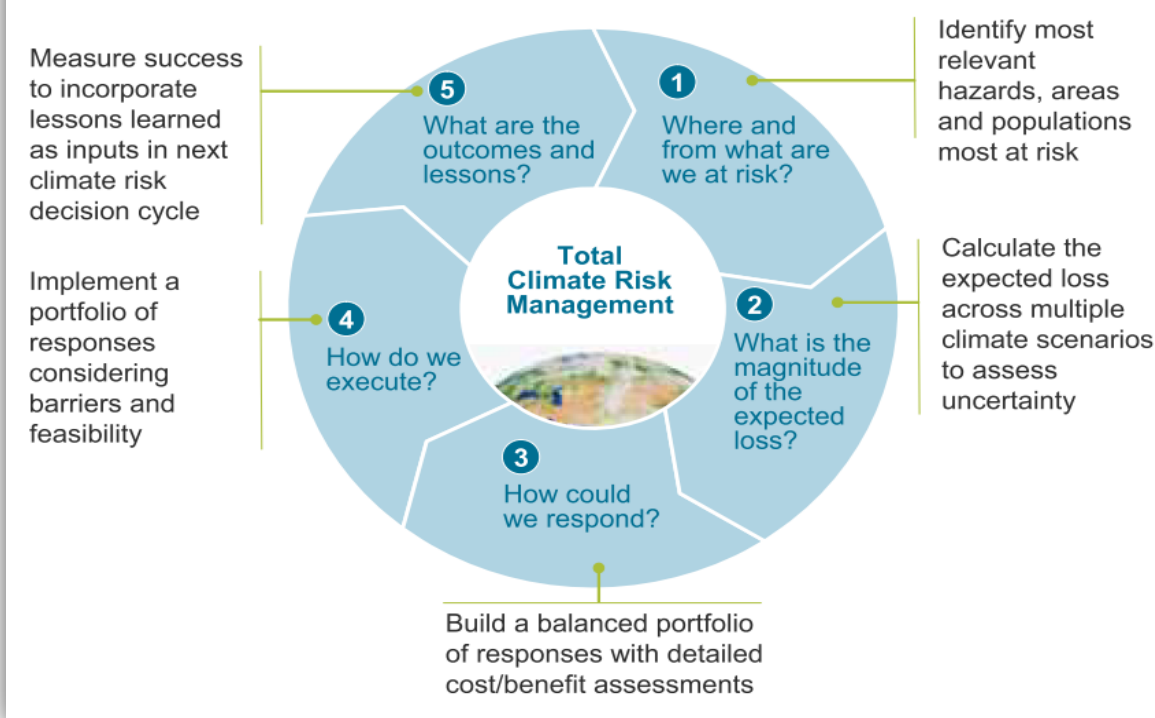 Total
Climate Risk
Management
1
Where and
from what are
we at risk?
Identify most
relevant
hazards, areas
and populations
most at risk
2
What is the
magnitude
of the
expected
loss?
Calculate the
expected loss
across multiple
climate scenarios
to assess
uncertainty
3
How could
we respond?
Build a balanced portfolio
of responses with detailed
cost/benefit assessments
4
How do we
execute?
Implement a
portfolio of
responses
considering
barriers and
feasibility
5
What are the
outcomes and
lessons?
Measure success
to incorporate
lessons learned
as inputs in next
climate risk
decision cycle